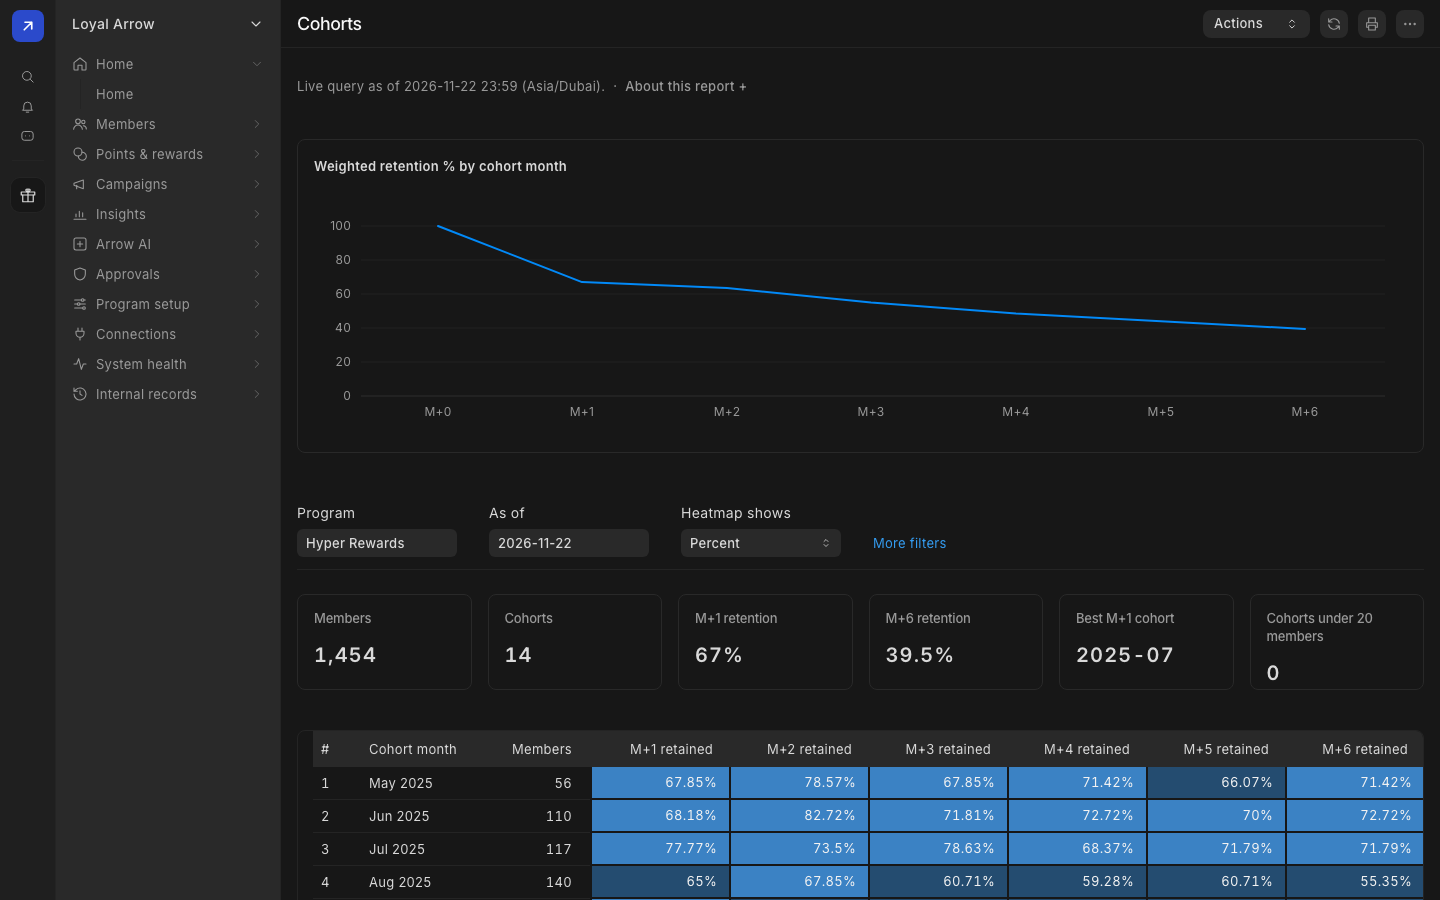 Loyal Arrow
Home
Home
Members
Points & rewards
Campaigns
Insights
Arrow AI
Approvals
Program setup
Connections
System health
Internal records
Cohorts
Actions
Live query as of 2026-11-22 23:59 (Asia/Dubai). · About this report +
Weighted retention % by cohort month
100
80
60
40
20
0
M+0 M+1 M+2 M+3 M+4 M+5 M+6
Program As of Heatmap shows
Hyper Rewards 2026-11-22 Percent More filters
Members
1,454
Cohorts
14
M+1 retention
67%
M+6 retention
39.5%
Best M+1 cohort
2025-07
Cohorts under 20
members
0
# Cohort month Members M+1 retained M+2 retained M+3 retained M+4 retained M+5 retained M+6 retained
1 May 2025 56 67.85% 78.57% 67.85% 71.42% 66.07% 71.42%
2 Jun 2025 110 68.18% 82.72% 71.81% 72.72% 70% 72.72%
3 Jul 2025 117 77.77% 73.5% 78.63% 68.37% 71.79% 71.79%
4 Aug 2025 140 65% 67.85% 60.71% 59.28% 60.71% 55.35%